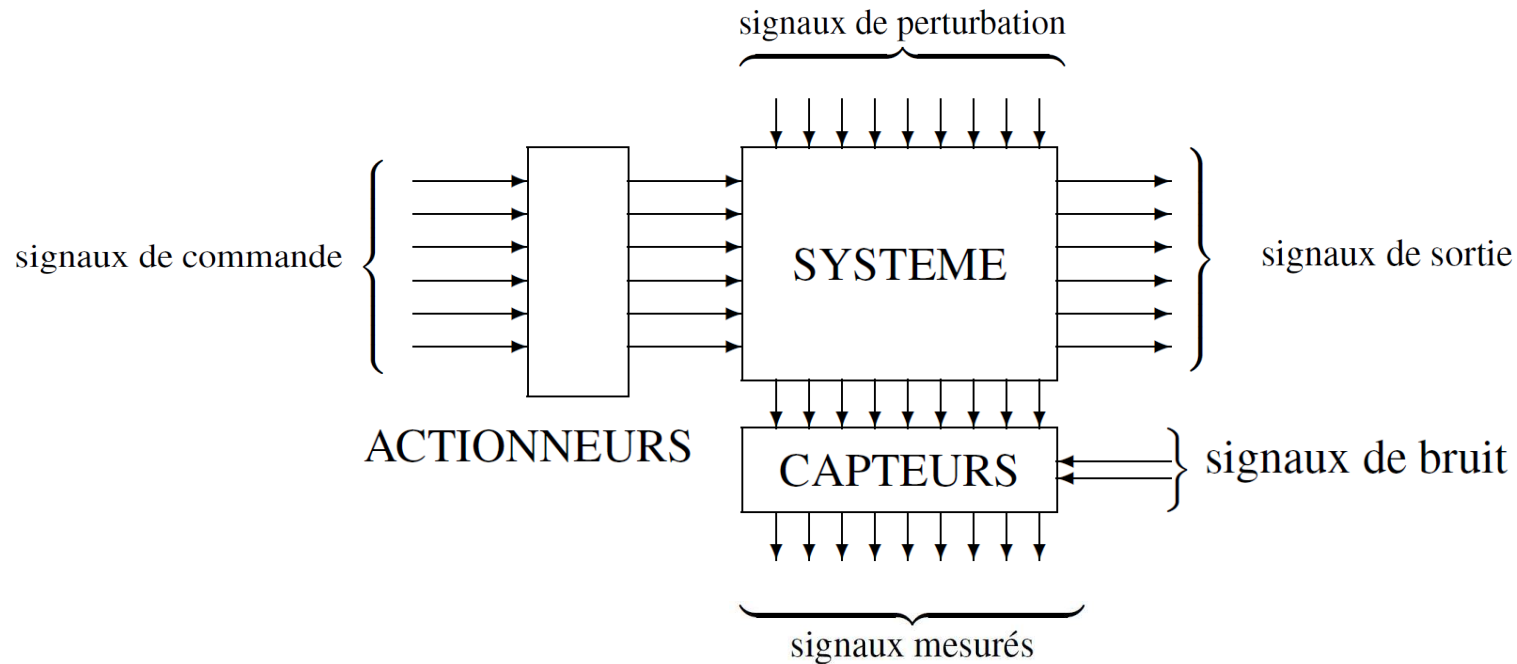 signaux de perturbation
signaux de commande
SYSTEME
signaux de sortie
ACTIONNEURS
CAPTEURS
signaux de bruit
signaux mesurés